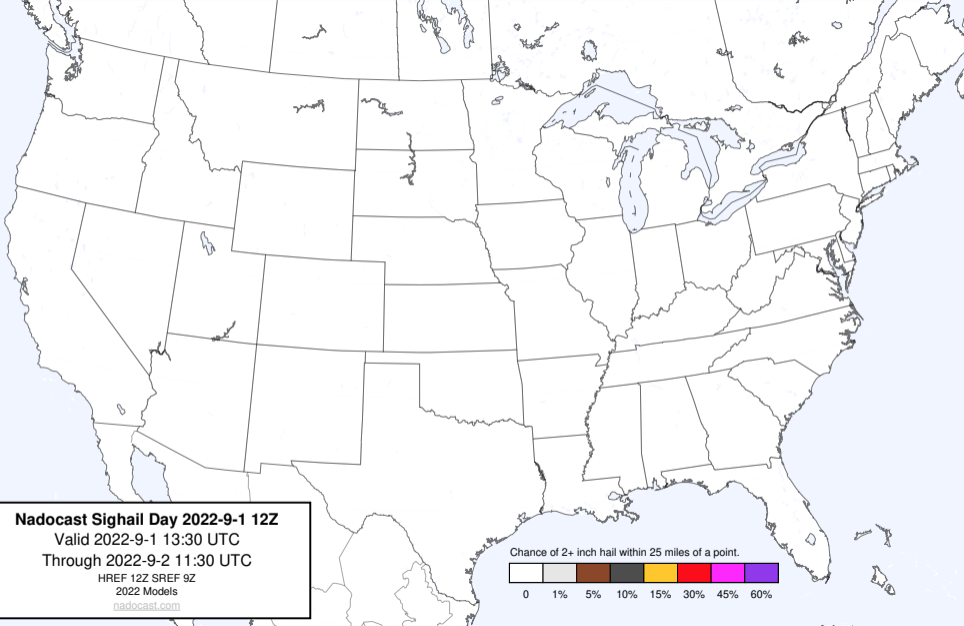 Nadocast Sighail Day 2022-9-1 12Z
Valid 2022-9-1 13:30 UTC
Through 2022-9-2 11:30 UTC
HREF 12Z SREF 9Z
2022 Models
nadocast.com
Chance of 2+ inch hail within 25 miles of a point.
0 1% 5% 10% 15% 30% 45% 60%